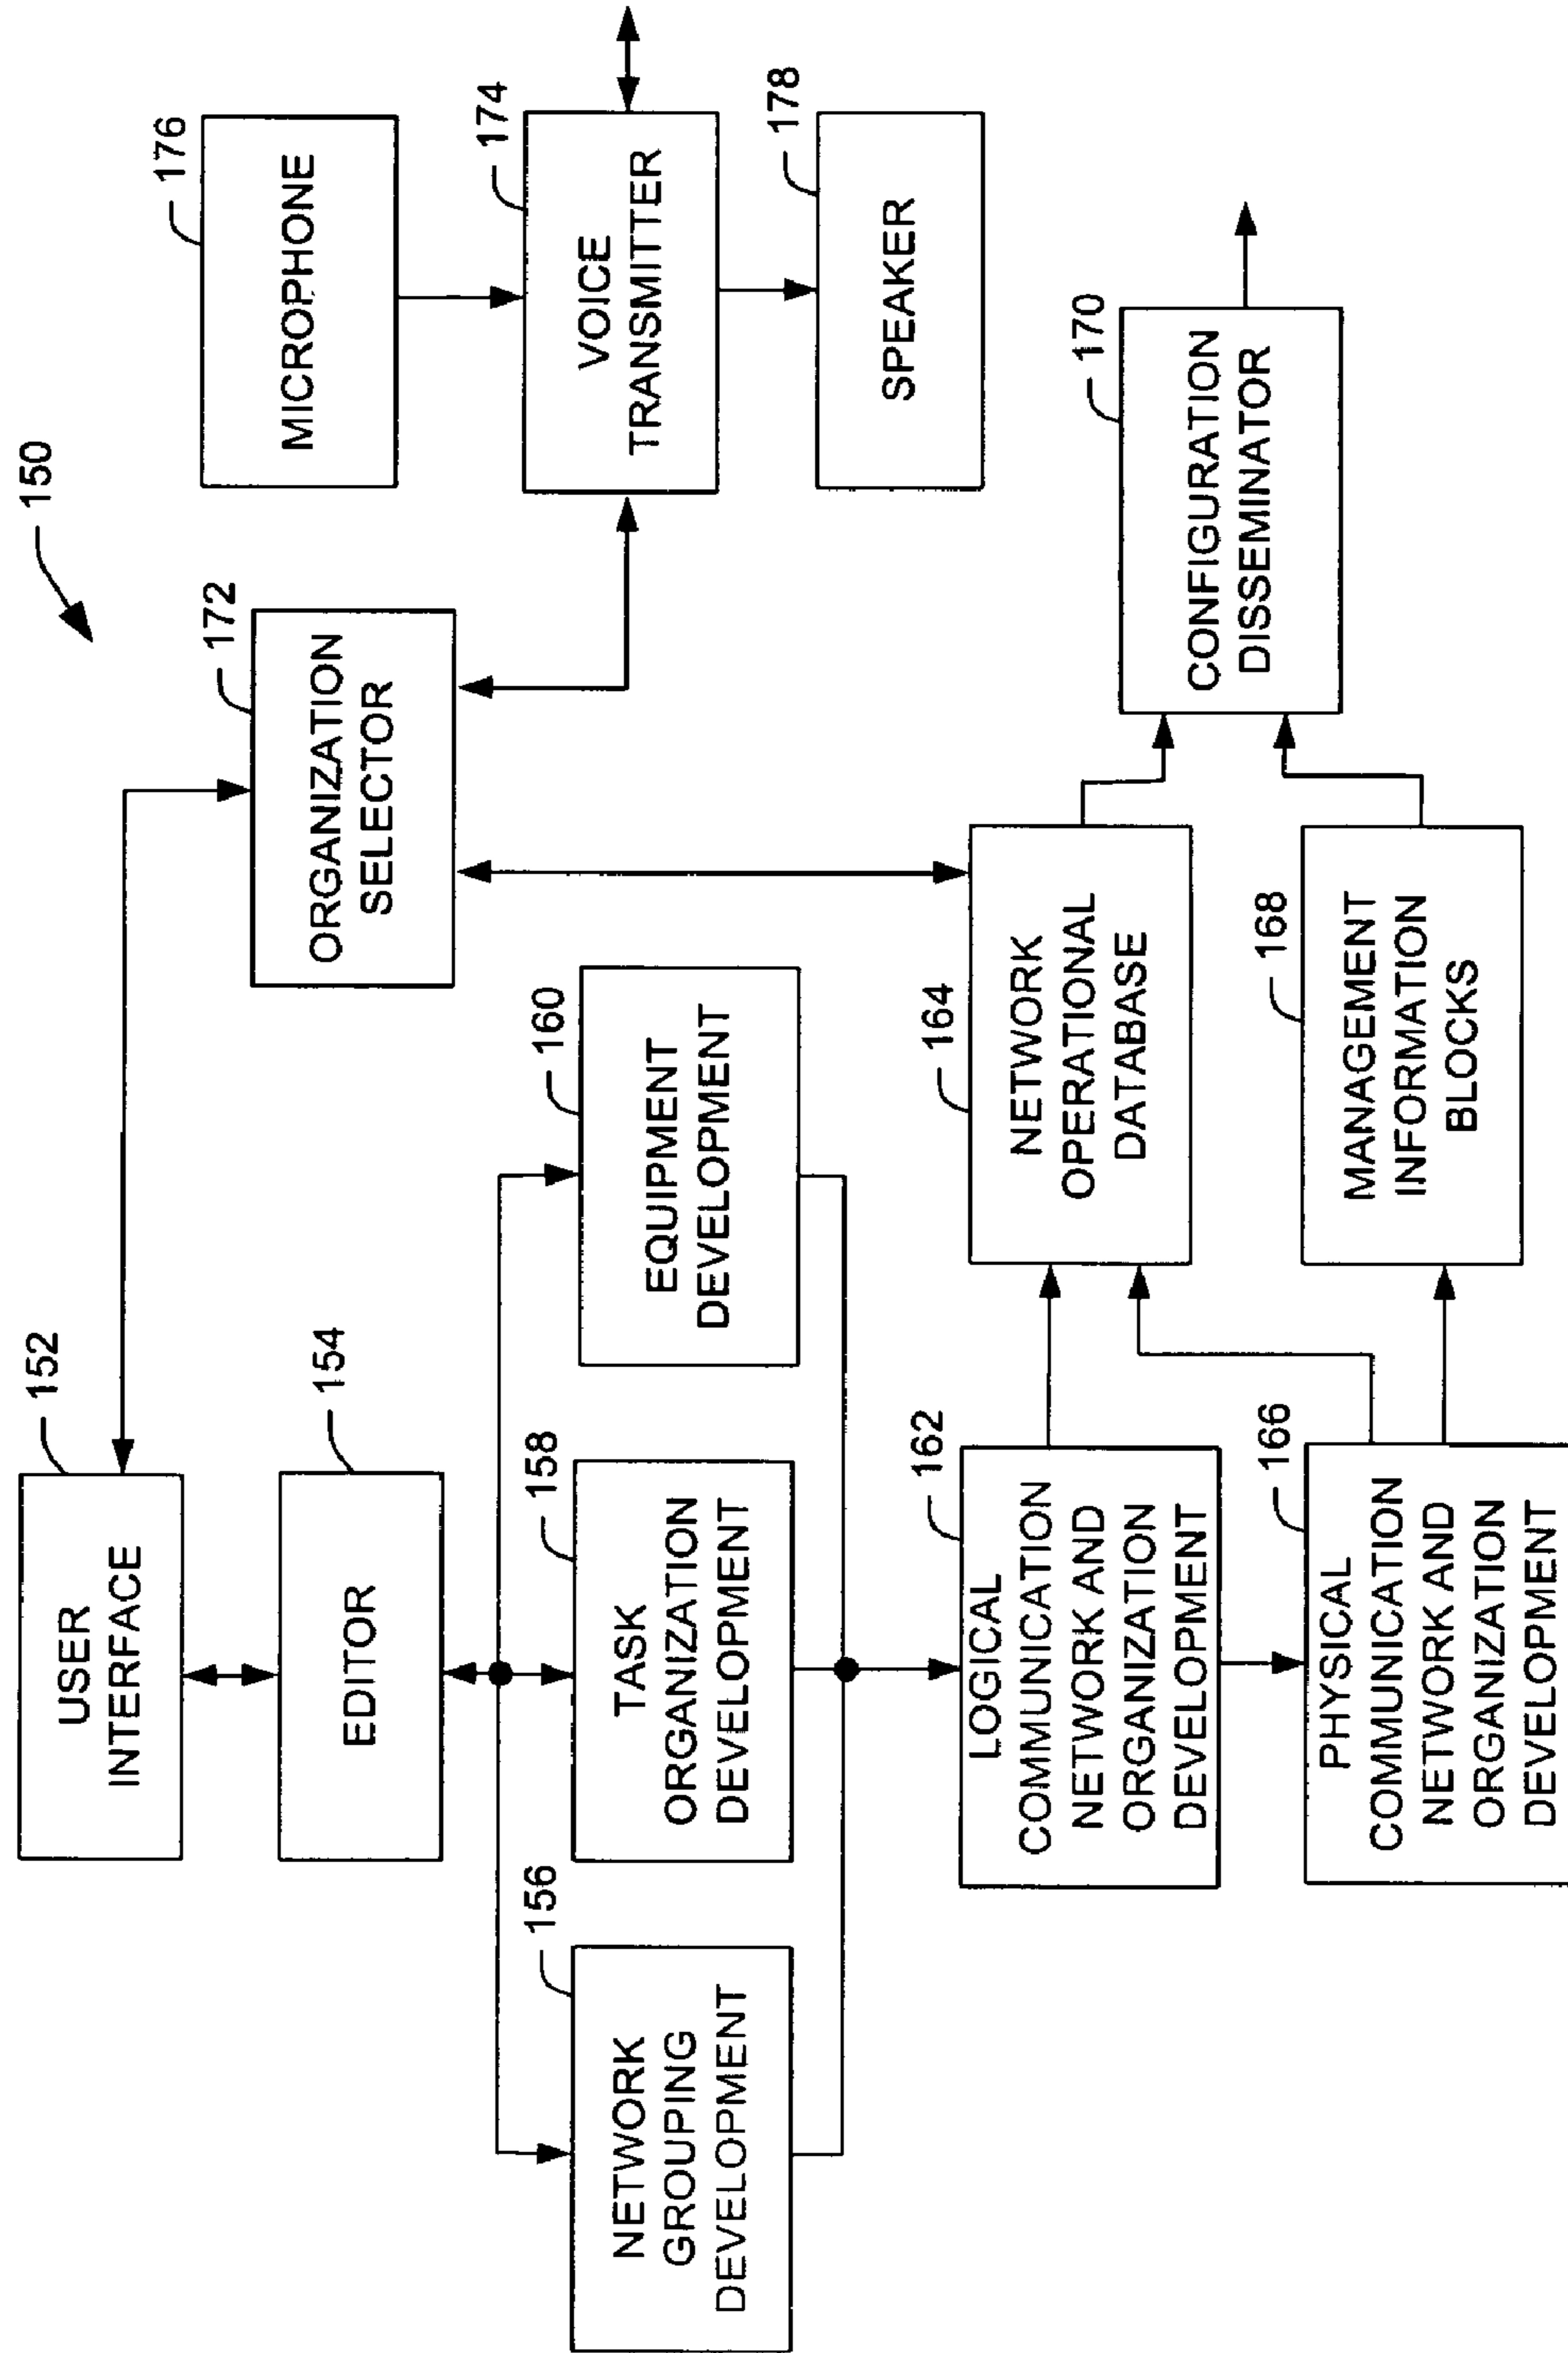 150
152
USER
INTERFACE
154
EDITOR
156
NETWORK
GROUPING
DEVELOPMENT
158
TASK
ORGANIZATION
DEVELOPMENT
160
EQUIPMENT
DEVELOPMENT
162
LOGICAL
COMMUNICATION
NETWORK AND
ORGANIZATION
DEVELOPMENT
166
PHYSICAL
COMMUNICATION
NETWORK AND
ORGANIZATION
DEVELOPMENT
164
NETWORK
OPERATIONAL
DATABASE
168
MANAGEMENT
INFORMATION
BLOCKS
170
CONFIGURATION
DISSEMINATOR
172
ORGANIZATION
SELECTOR
176
MICROPHONE
174
VOICE
TRANSMITTER
178
SPEAKER